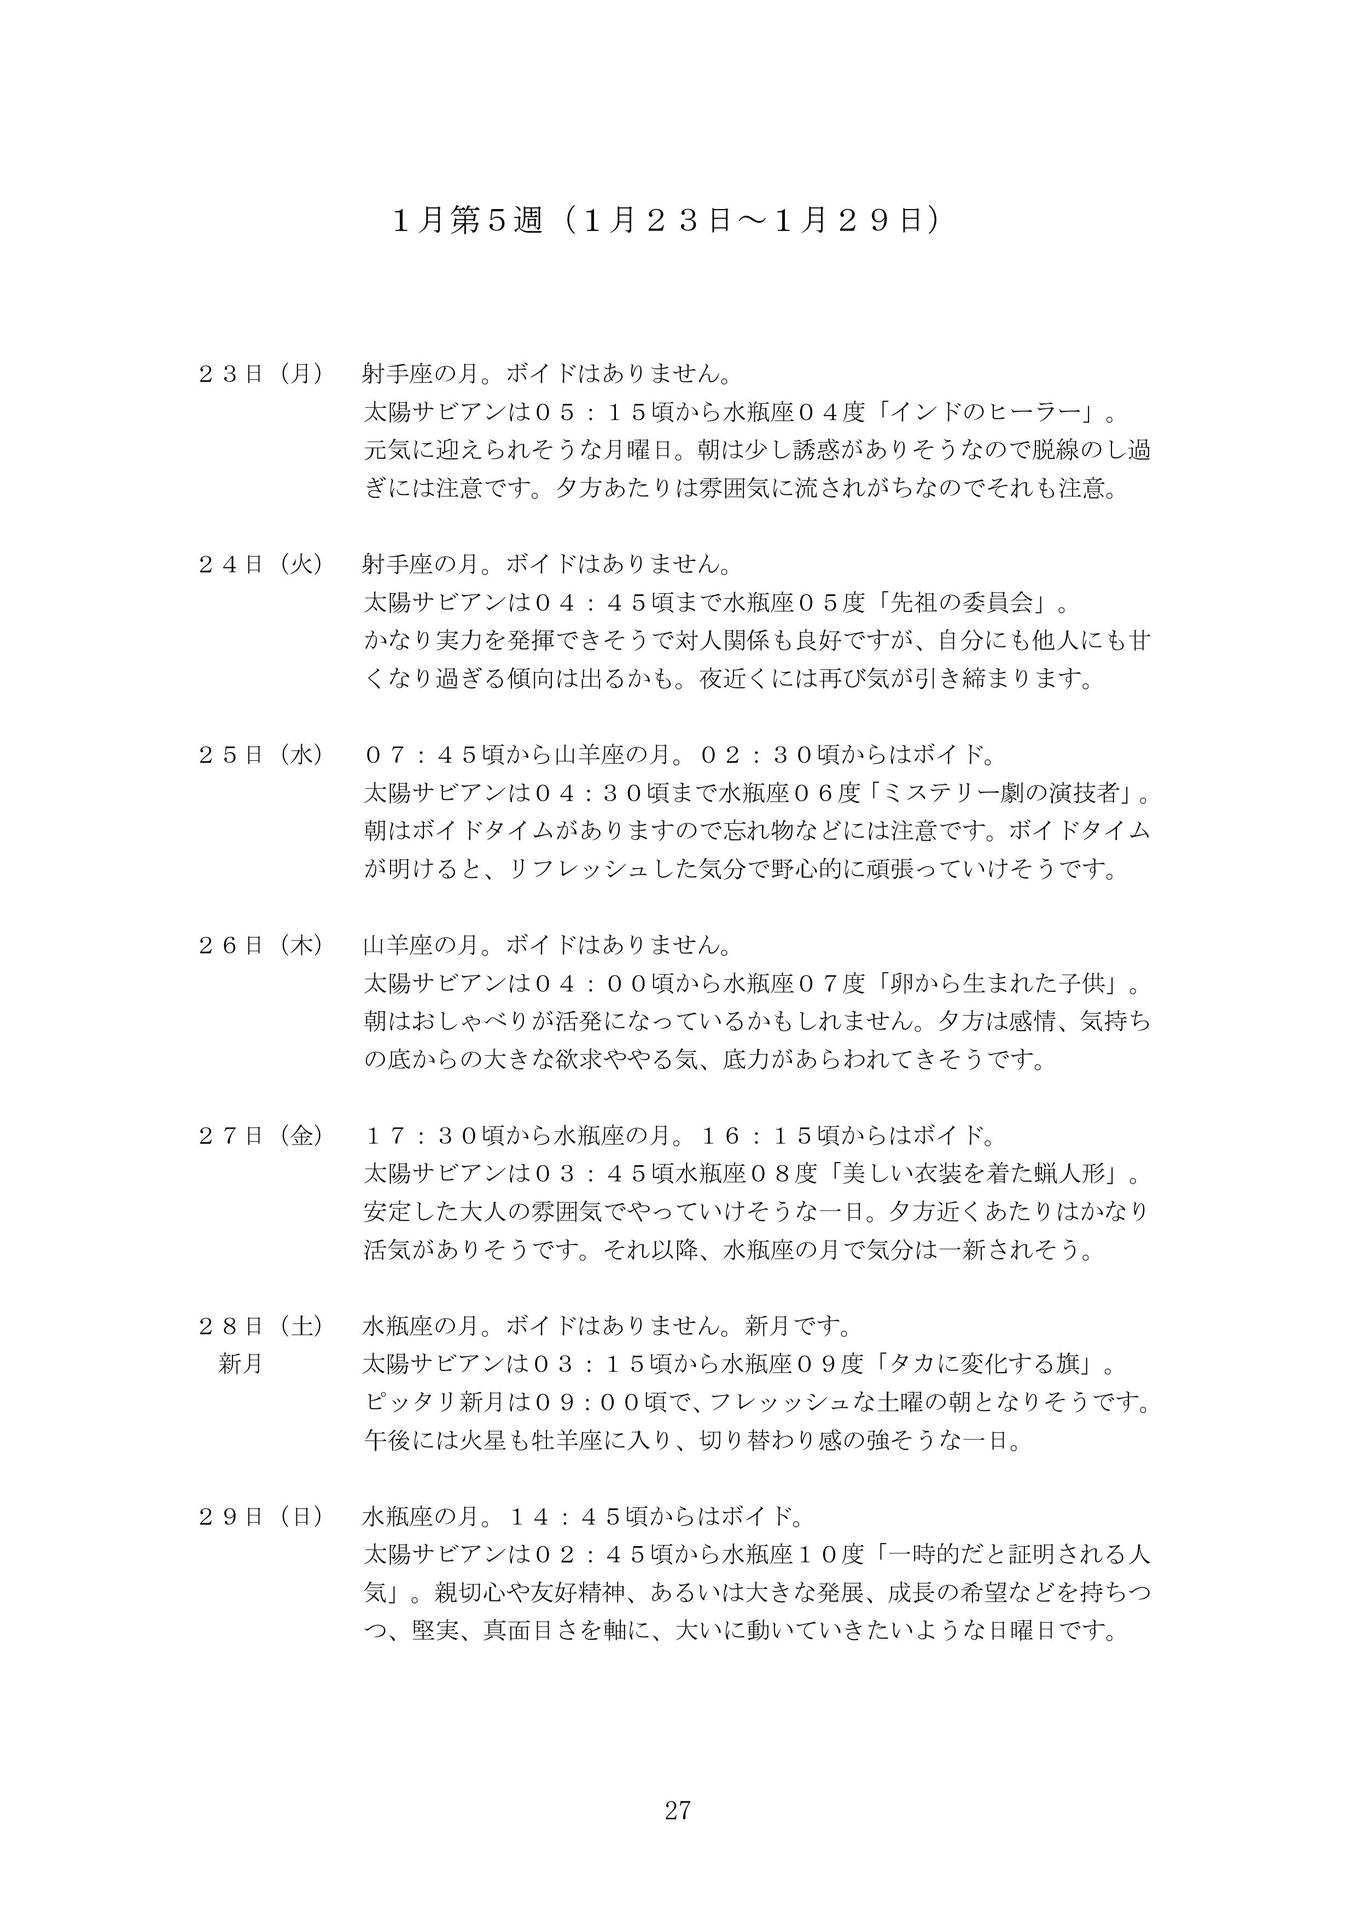 １月第５週（１月２３日～１月２９日）
２３日（月）　射手座の月。ボイドはありません。
太陽サビアンは０５：１５頃から水瓶座０４度「インドのヒーラー」。
元気に迎えられそうな月曜日。朝は少し誘惑がありそうなので脱線のし過
ぎには注意です。夕方あたりは雰囲気に流されがちなのでそれも注意。
２４日（火）　射手座の月。ボイドはありません。
太陽サビアンは０４：４５頃まで水瓶座０５度「先祖の委員会」。
かなり実力を発揮できそうで対人関係も良好ですが、自分にも他人にも甘
くなり過ぎる傾向は出るかも。夜近くには再び気が引き締まります。
２５日（水）　０７：４５頃から山羊座の月。０２：３０頃からはボイド。
太陽サビアンは０４：３０頃まで水瓶座０６度「ミステリー劇の演技者」。
朝はボイドタイムがありますので忘れ物などには注意です。ボイドタイム
が明けると、リフレッシュした気分で野心的に頑張っていけそうです。
２６日（木）　山羊座の月。ボイドはありません。
太陽サビアンは０４：００頃から水瓶座０７度「卵から生まれた子供」。
朝はおしゃべりが活発になっているかもしれません。夕方は感情、気持ち
の底からの大きな欲求ややる気、底力があらわれてきそうです。
２７日（金）　１７：３０頃から水瓶座の月。１６：１５頃からはボイド。
太陽サビアンは０３：４５頃水瓶座０８度「美しい衣装を着た蝋人形」。
安定した大人の雰囲気でやっていけそうな一日。夕方近くあたりはかなり
活気がありそうです。それ以降、水瓶座の月で気分は一新されそう。
２８日（土）　水瓶座の月。ボイドはありません。新月です。
新月　太陽サビアンは０３：１５頃から水瓶座０９度「タカに変化する旗」。
ピッタリ新月は０９：００頃で、フレッッシュな土曜の朝となりそうです。
午後には火星も牡羊座に入り、切り替わり感の強そうな一日。
２９日（日）　水瓶座の月。１４：４５頃からはボイド。
太陽サビアンは０２：４５頃から水瓶座１０度「一時的だと証明される人
気」。親切心や友好精神、あるいは大きな発展、成長の希望などを持ちつ
つ、堅実、真面目さを軸に、大いに動いていきたいような日曜日です。
27